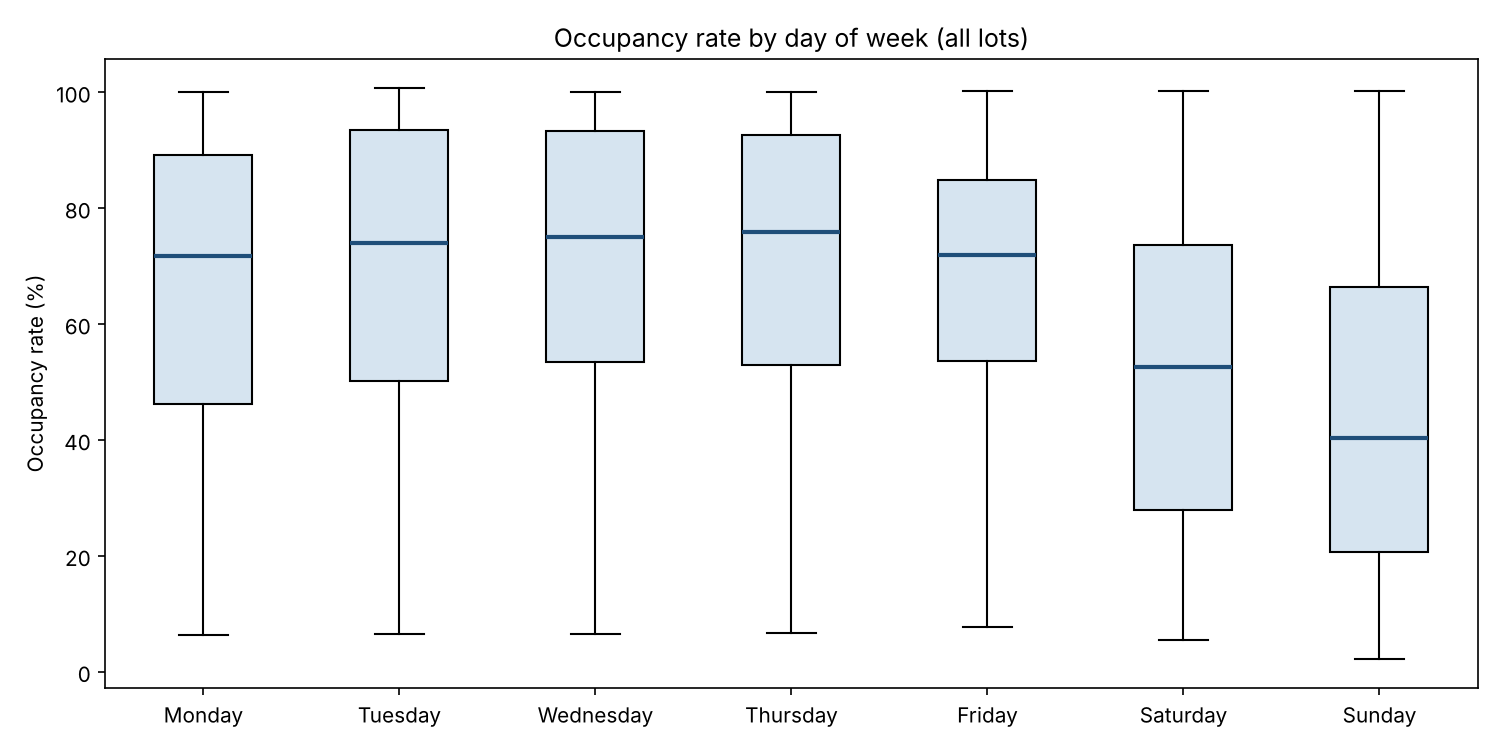 Occupancy rate by day of week (all lots)
Occupancy rate (%)
100
80
60
40
20
0
Monday Tuesday Wednesday Thursday Friday Saturday Sunday